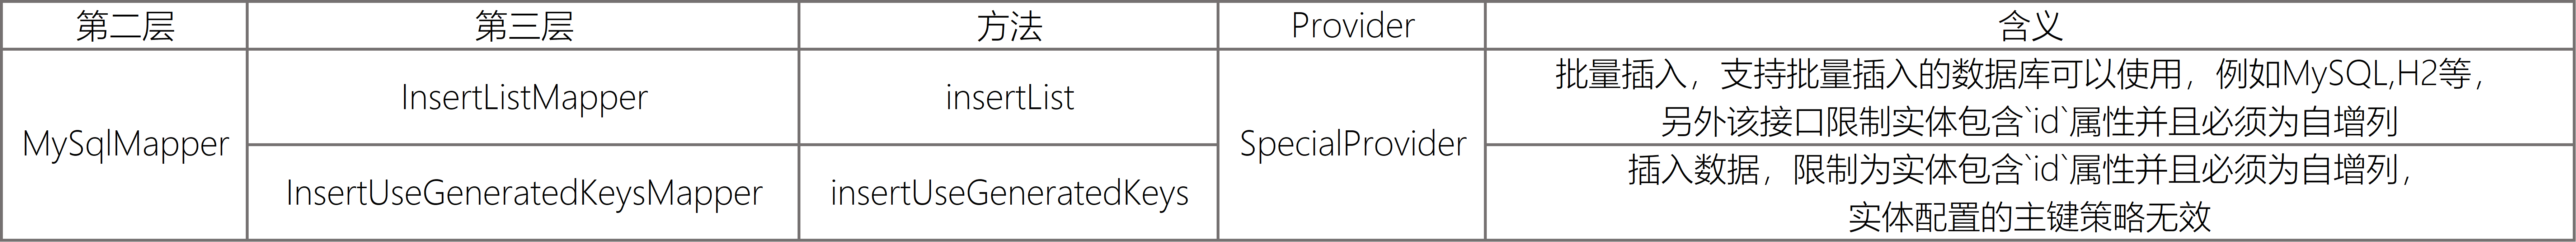 第二层 第三层 方法 Provider 含义
MySqlMapper
InsertListMapper insertList
SpecialProvider
批量插入，支持批量插入的数据库可以使用，例如MySQL,H2等，
另外该接口限制实体包含`id`属性并且必须为自增列
InsertUseGeneratedKeysMapper insertUseGeneratedKeys
插入数据，限制为实体包含`id`属性并且必须为自增列，
实体配置的主键策略无效